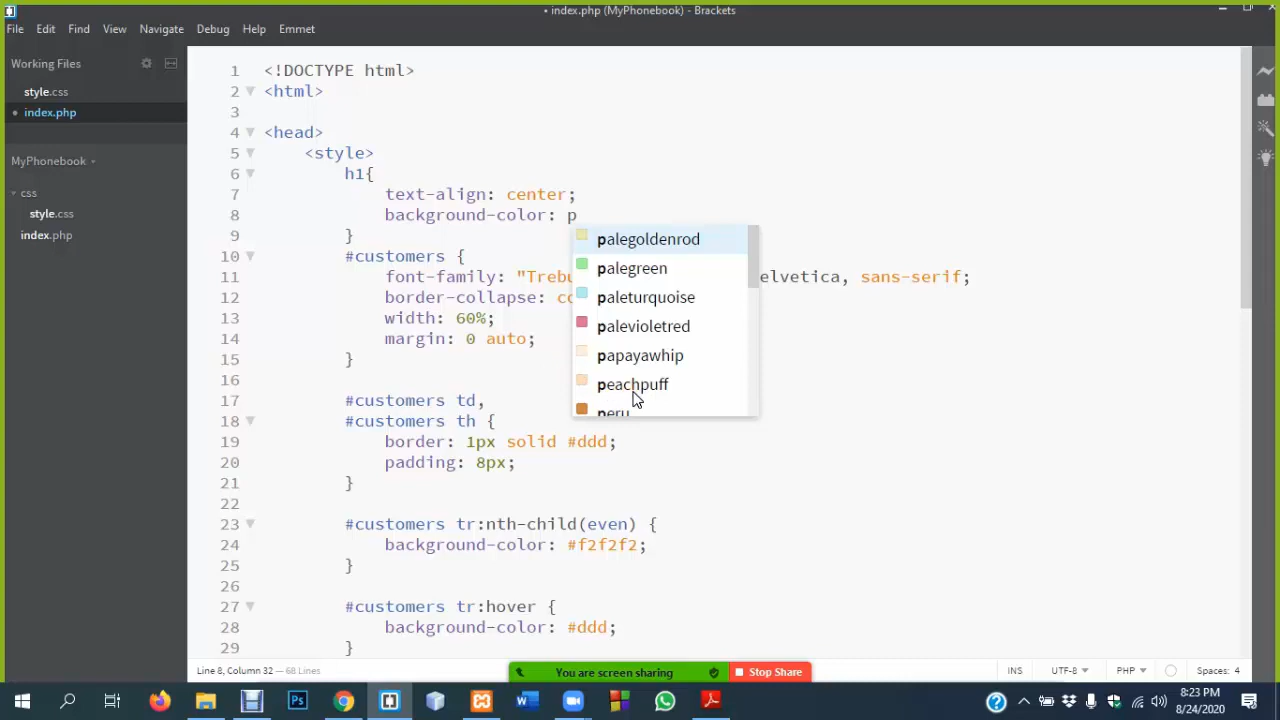 • index.php (MyPhonebook) - Brackets
File Edit Find View Navigate Debug Help Emmet
Working Files
style.css
• index.php
MyPhonebook
css
style.css
index.php
1 <!DOCTYPE html>
2 <html>
3
4 <head>
5 <style>
6 h1{
7 text-align: center;
8 background-color: p
9 }
10 #customers {
11 font-family: "Trebu elvetica, sans-serif;
12 border-collapse: co
13 width: 60%;
14 margin: 0 auto;
15 }
16
17 #customers td,
18 #customers th {
19 border: 1px solid #ddd;
20 padding: 8px;
21 }
22
23 #customers tr:nth-child(even) {
24 background-color: #f2f2f2;
25 }
26
27 #customers tr:hover {
28 background-color: #ddd;
29 }
palegoldenrod
palegreen
paleturquoise
palevioletred
papayawhip
peachpuff
peru
Line 8, Column 32 — 68 Lines
INS UTF-8 PHP Spaces: 4
You are screen sharing
Stop Share
Ps
W
8:23 PM
8/24/2020